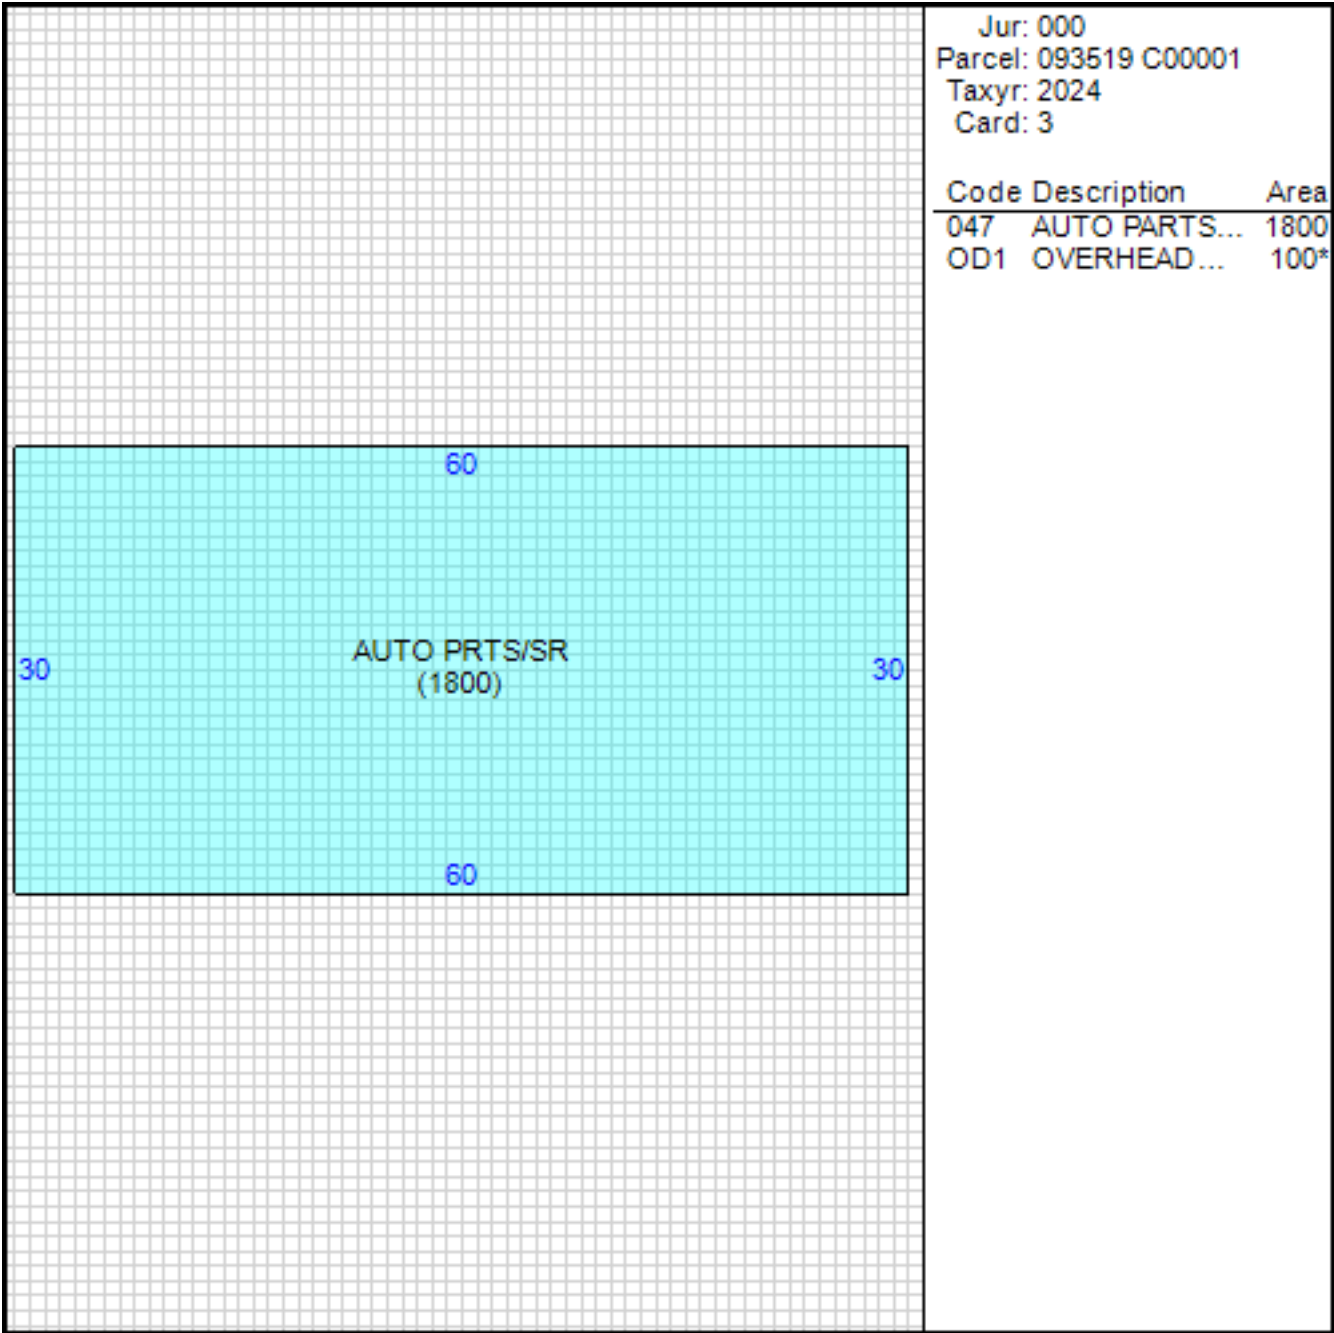 Jur: 000
Parcel: 093519 C00001
Taxyr: 2024
Card: 3
Code Description Area
047 AUTO PARTS... 1800
OD1 OVERHEAD... 100*
60
AUTO PRTS/SR
30 30
(1800)
60